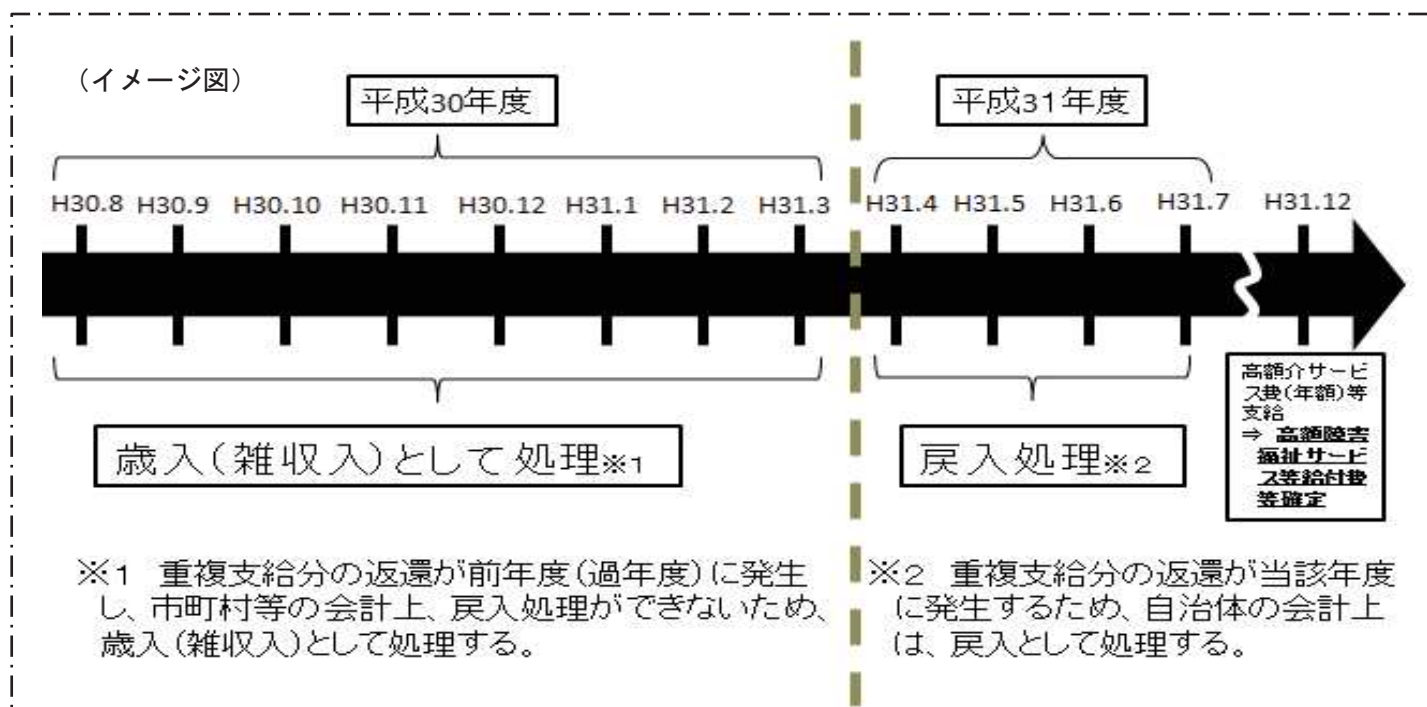 (イメージ図)
平成30年度
平成31年度
H30.8 H30.9 H30.10 H30.11 H30.12 H31.1 H31.2 H31.3 H31.4 H31.5 H31.6 H31.7 H31.12
歳入(雑収入)として処理※1
戻入処理※2
高額介サービ
ス費(年額)等
支給
⇒ 高額障害
福祉サービ
ス等給付費
等確定
※1 重複支給分の返還が前年度(過年度)に発生
し、市町村等の会計上、戻入処理ができないため、
歳入(雑収入)として処理する。
※2 重複支給分の返還が当該年度
に発生するため、自治体の会計上
は、戻入として処理する。